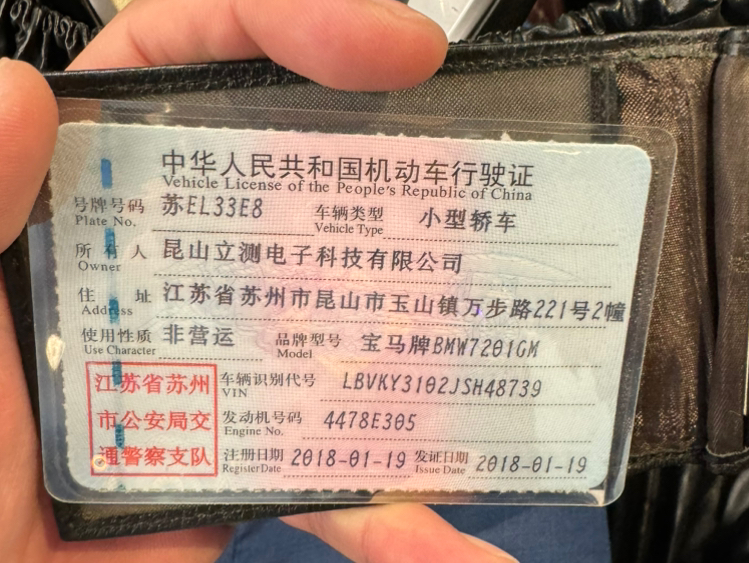 中华人民共和国机动车行驶证
Vehicle License of the People's Republic of China
号牌号码 苏EL33E8 车辆类型 小型轿车
Plate No. Vehicle Type
所有人 昆山立测电子科技有限公司
Owner
住址 江苏省苏州市昆山市玉山镇万步路221号2幢
Address
使用性质 非营运 品牌型号 宝马牌BMW7201GM
Use Character Model
江苏省苏州 车辆识别代号 LBVKY3102JSH48739
VIN
市公安局交 发动机号码 4478E305
Engine No.
通警察支队 注册日期 2018-01-19 发证日期 2018-01-19
Register Date Issue Date